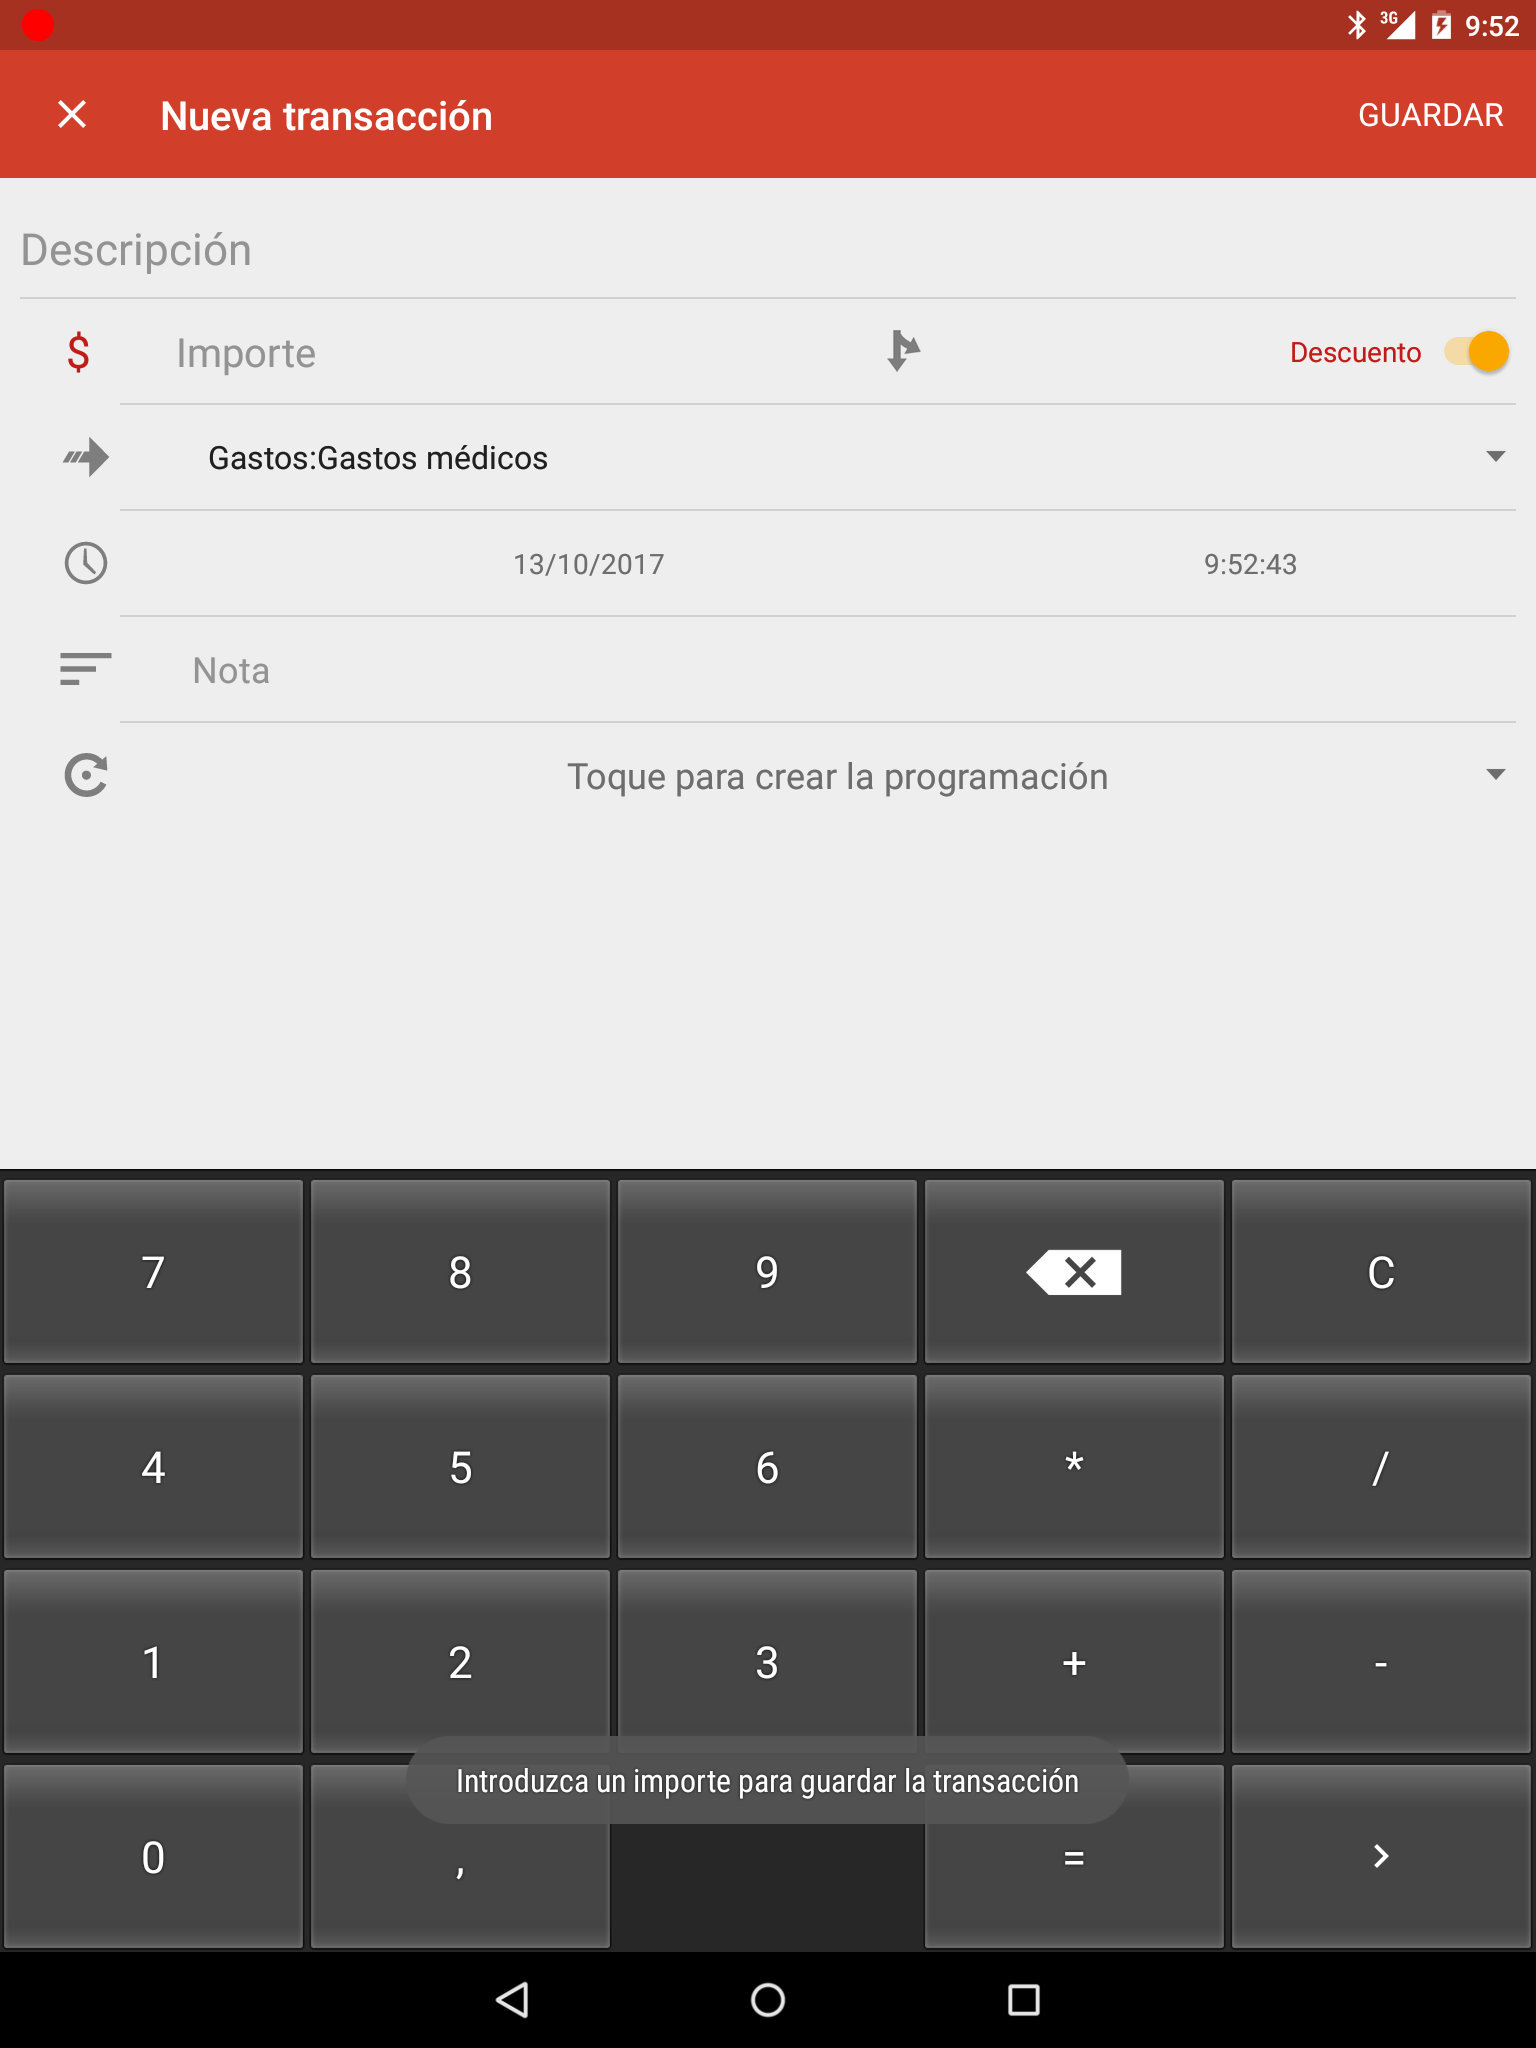 3G 9:52
Nueva transacción GUARDAR
Descripción
$ Importe Descuento
Gastos:Gastos médicos
13/10/2017 9:52:43
Nota
Toque para crear la programación
7 8 9 C
4 5 6 * /
1 2 3 + -
Introduzca un importe para guardar la transacción
0 , =